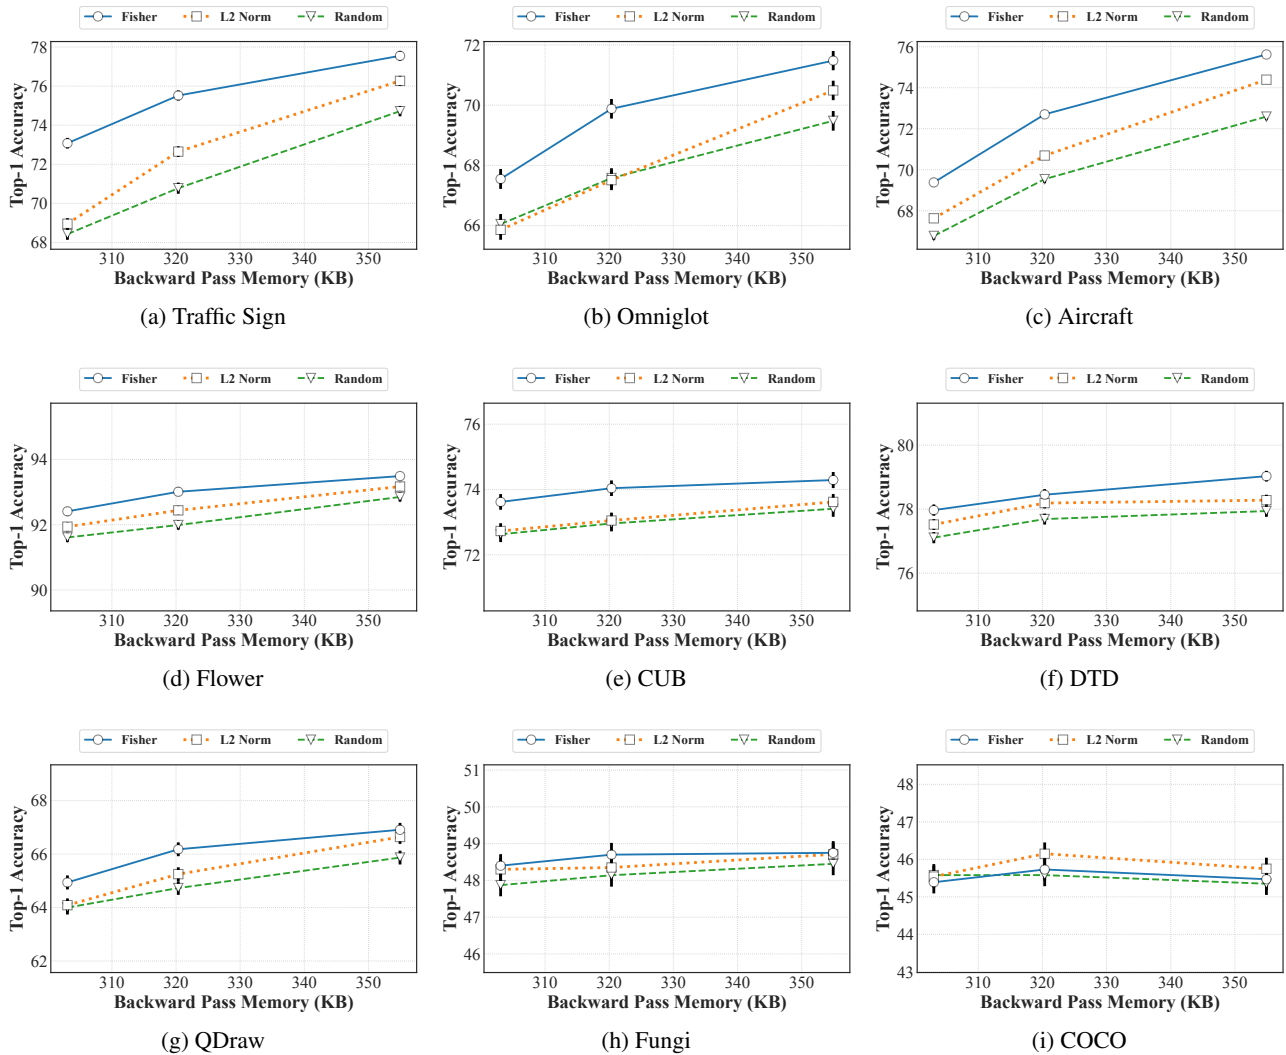 Fisher L2 Norm Random
Fisher L2 Norm Random
Fisher L2 Norm Random
Top-1 Accuracy
78
76
74
72
70
68
310 320 330 340 350
Backward Pass Memory (KB)
(a) Traffic Sign
Top-1 Accuracy
72
70
68
66
310 320 330 340 350
Backward Pass Memory (KB)
(b) Omniglot
Top-1 Accuracy
76
74
72
70
68
310 320 330 340 350
Backward Pass Memory (KB)
(c) Aircraft
Fisher L2 Norm Random
Fisher L2 Norm Random
Fisher L2 Norm Random
Top-1 Accuracy
94
92
90
310 320 330 340 350
Backward Pass Memory (KB)
(d) Flower
Top-1 Accuracy
76
74
72
310 320 330 340 350
Backward Pass Memory (KB)
(e) CUB
Top-1 Accuracy
80
78
76
310 320 330 340 350
Backward Pass Memory (KB)
(f) DTD
Fisher L2 Norm Random
Fisher L2 Norm Random
Fisher L2 Norm Random
Top-1 Accuracy
68
66
64
62
310 320 330 340 350
Backward Pass Memory (KB)
(g) QDraw
Top-1 Accuracy
51
50
49
48
47
46
310 320 330 340 350
Backward Pass Memory (KB)
(h) Fungi
Top-1 Accuracy
48
47
46
45
44
43
310 320 330 340 350
Backward Pass Memory (KB)
(i) COCO